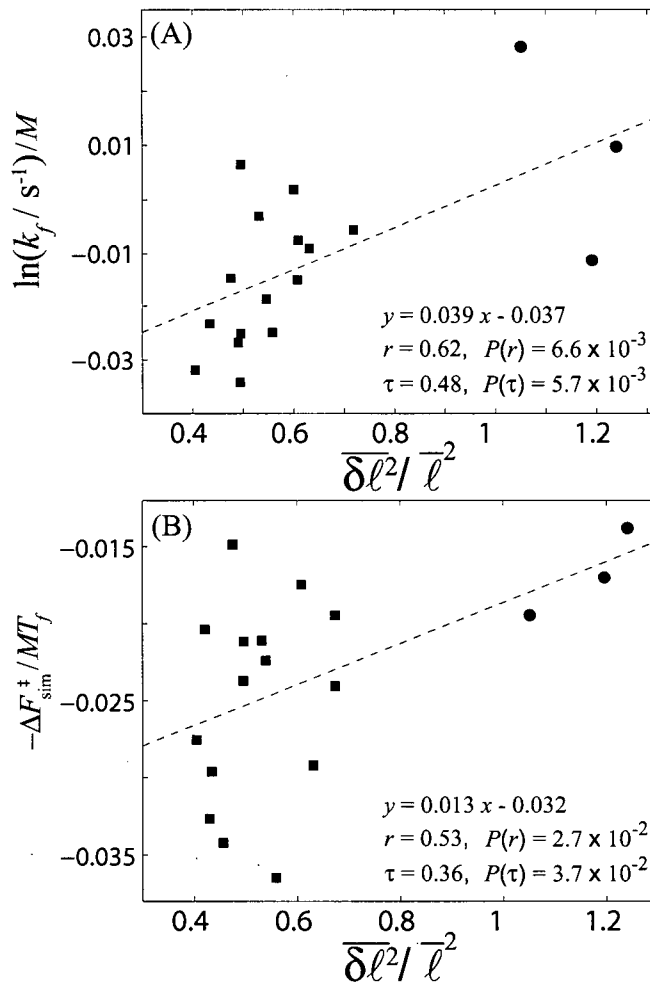 (A)
0.03
0.01
−0.01
−0.03
ln(k_f / s⁻¹)/M
y = 0.039 x - 0.037
r = 0.62, P(r) = 6.6 x 10⁻³
τ = 0.48, P(τ) = 5.7 x 10⁻³
0.4 0.6 0.8 1 1.2
δℓ²/ ℓ²
(B)
−0.015
−0.025
−0.035
−ΔF‡sim/MT_f
y = 0.013 x - 0.032
r = 0.53, P(r) = 2.7 x 10⁻²
τ = 0.36, P(τ) = 3.7 x 10⁻²
0.4 0.6 0.8 1 1.2
δℓ²/ ℓ²